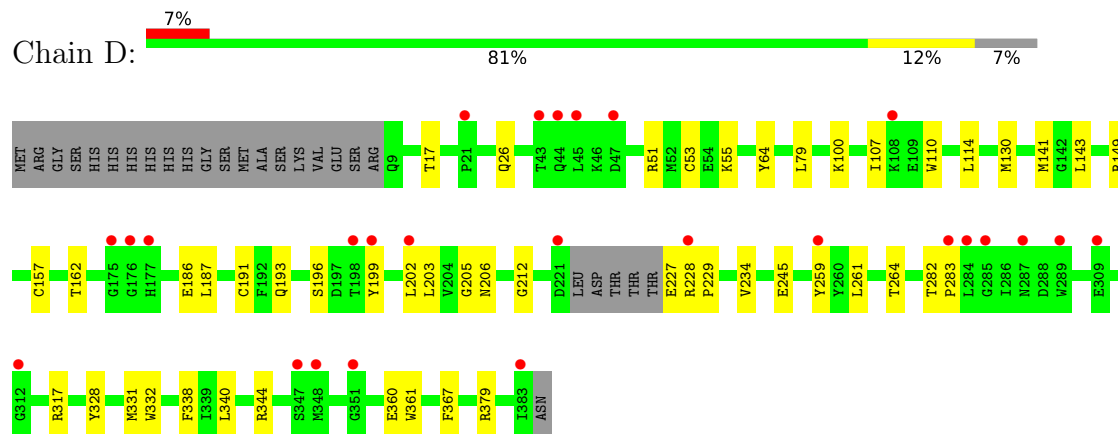 7%
Chain D:
81% 12% 7%
MET ARG GLY SER HIS HIS HIS HIS HIS HIS GLY SER MET ALA SER LYS VAL GLU SER ARG Q9 T17 P21 Q26 T43 Q44 L45 K46 D47 R51 M52 C53 E54 K55 Y64 L79 K100 I107 K108 E109 W110 L114 M130 M141 G142 L143 R149
C157 T162 G175 G176 H177 E186 L187 C191 F192 Q193 S196 D197 T198 Y199 L202 L203 V204 G205 N206 G212 D221 LEU ASP THR THR THR E227 R228 P229 V234 E245 Y259 Y260 L261 T264 T282 P283 L284 G285 I286 N287 D288 W289 E309
G312 R317 Y328 M331 W332 F338 I339 L340 R344 S347 M348 G351 E360 W361 F367 R379 I383 ASN